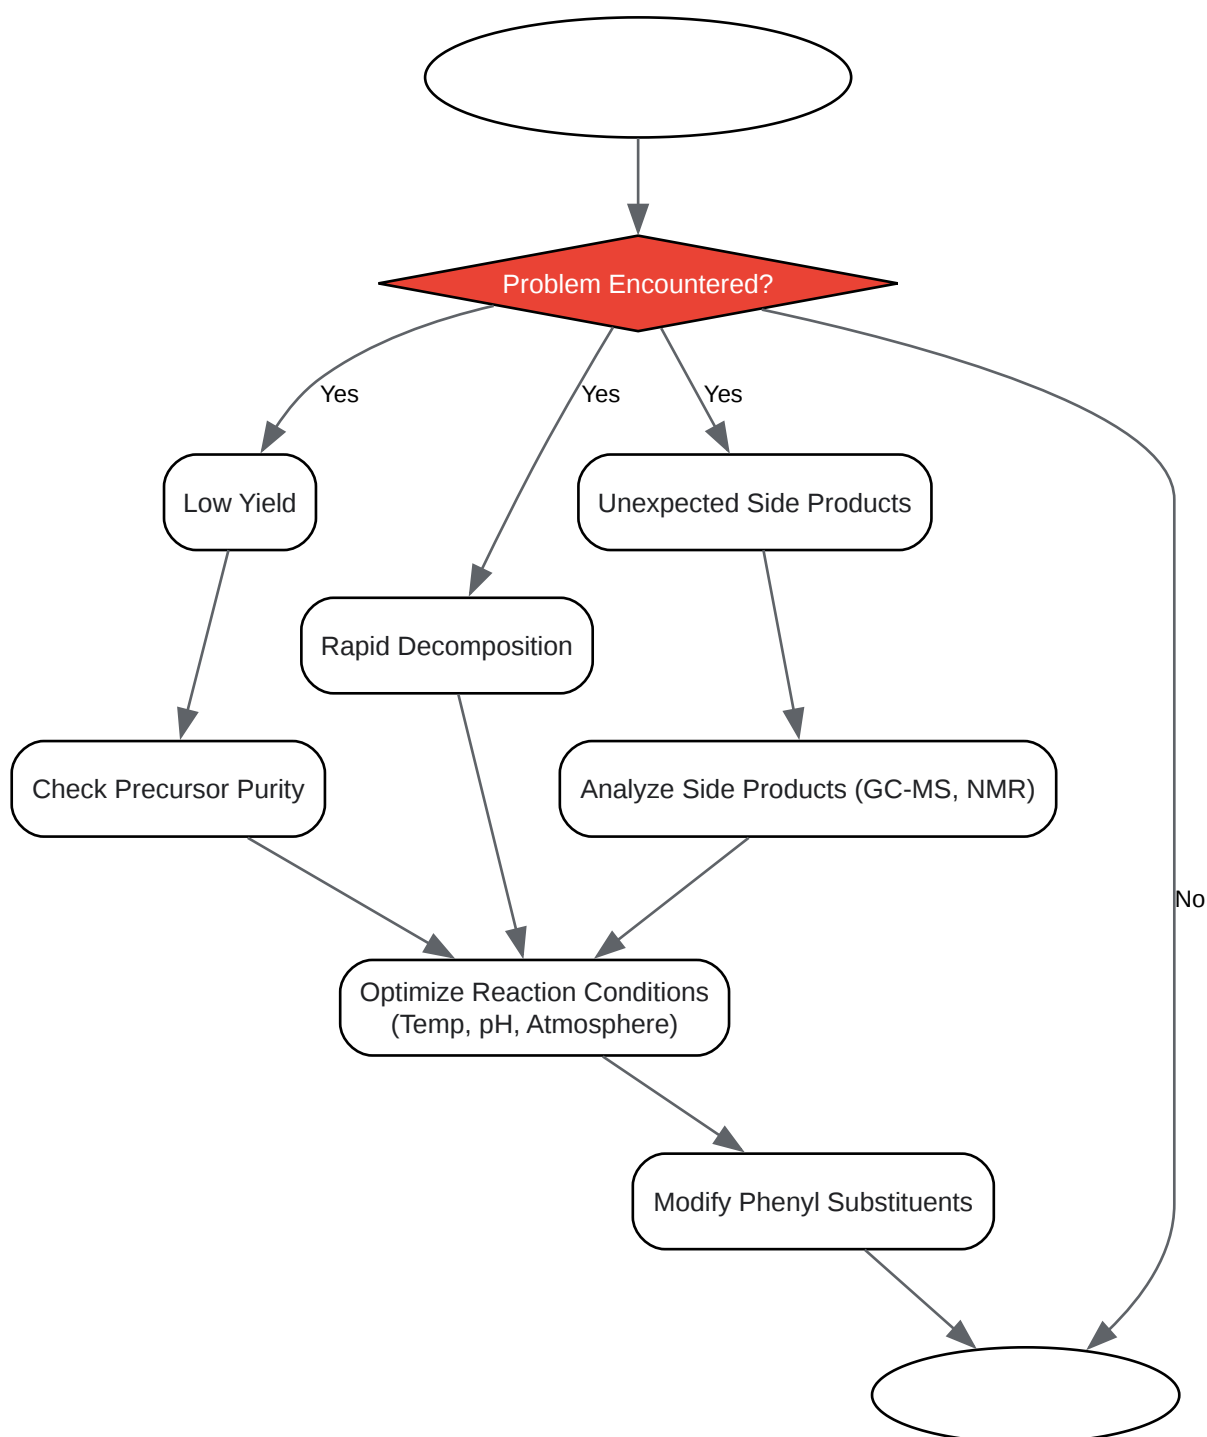 Problem Encountered?
Yes
Yes
Yes
Low Yield
Unexpected Side Products
Rapid Decomposition
Check Precursor Purity
Analyze Side Products (GC-MS, NMR)
No
Optimize Reaction Conditions
(Temp, pH, Atmosphere)
Modify Phenyl Substituents